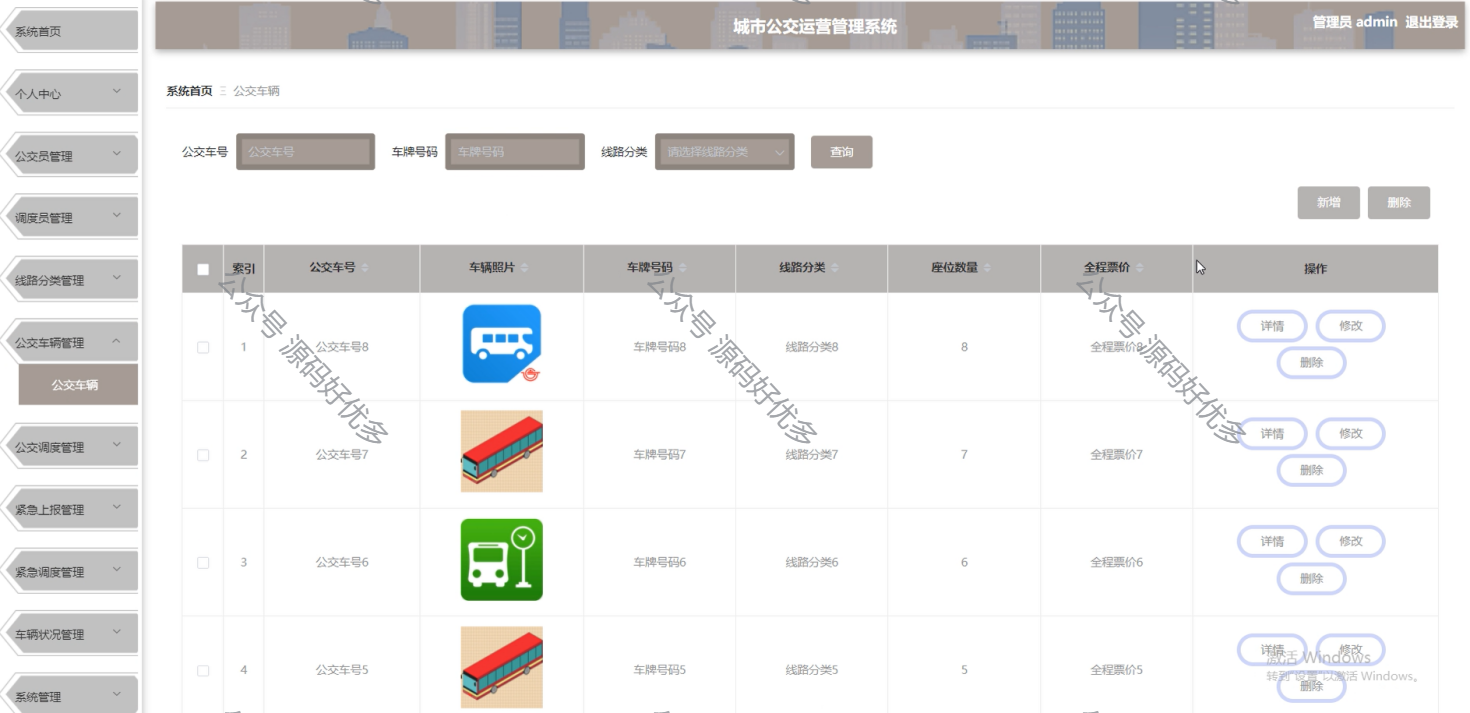 城市公交运营管理系统
管理员 admin 退出登录
系统首页
个人中心
公交员管理
调度员管理
线路分类管理
公交车辆管理
公交车辆
公交调度管理
紧急上报管理
紧急调度管理
车辆状况管理
系统管理
系统首页 公交车辆
公交车号 公交车号 车牌号码 车牌号码 线路分类 请选择线路分类 查询
新增 删除
索引 公交车号 车辆照片 车牌号码 线路分类 座位数量 全程票价 操作
1 公交车号8 车牌号码8 线路分类8 8 全程票价8 详情 修改
删除
2 公交车号7 车牌号码7 线路分类7 7 全程票价7 详情 修改
删除
3 公交车号6 车牌号码6 线路分类6 6 全程票价6 详情 修改
删除
4 公交车号5 车牌号码5 线路分类5 5 全程票价5 详情 修改
删除
公众号 源码好优多
公众号 源码好优多
公众号 源码好优多
激活 Windows
转到"设置"以激活 Windows。